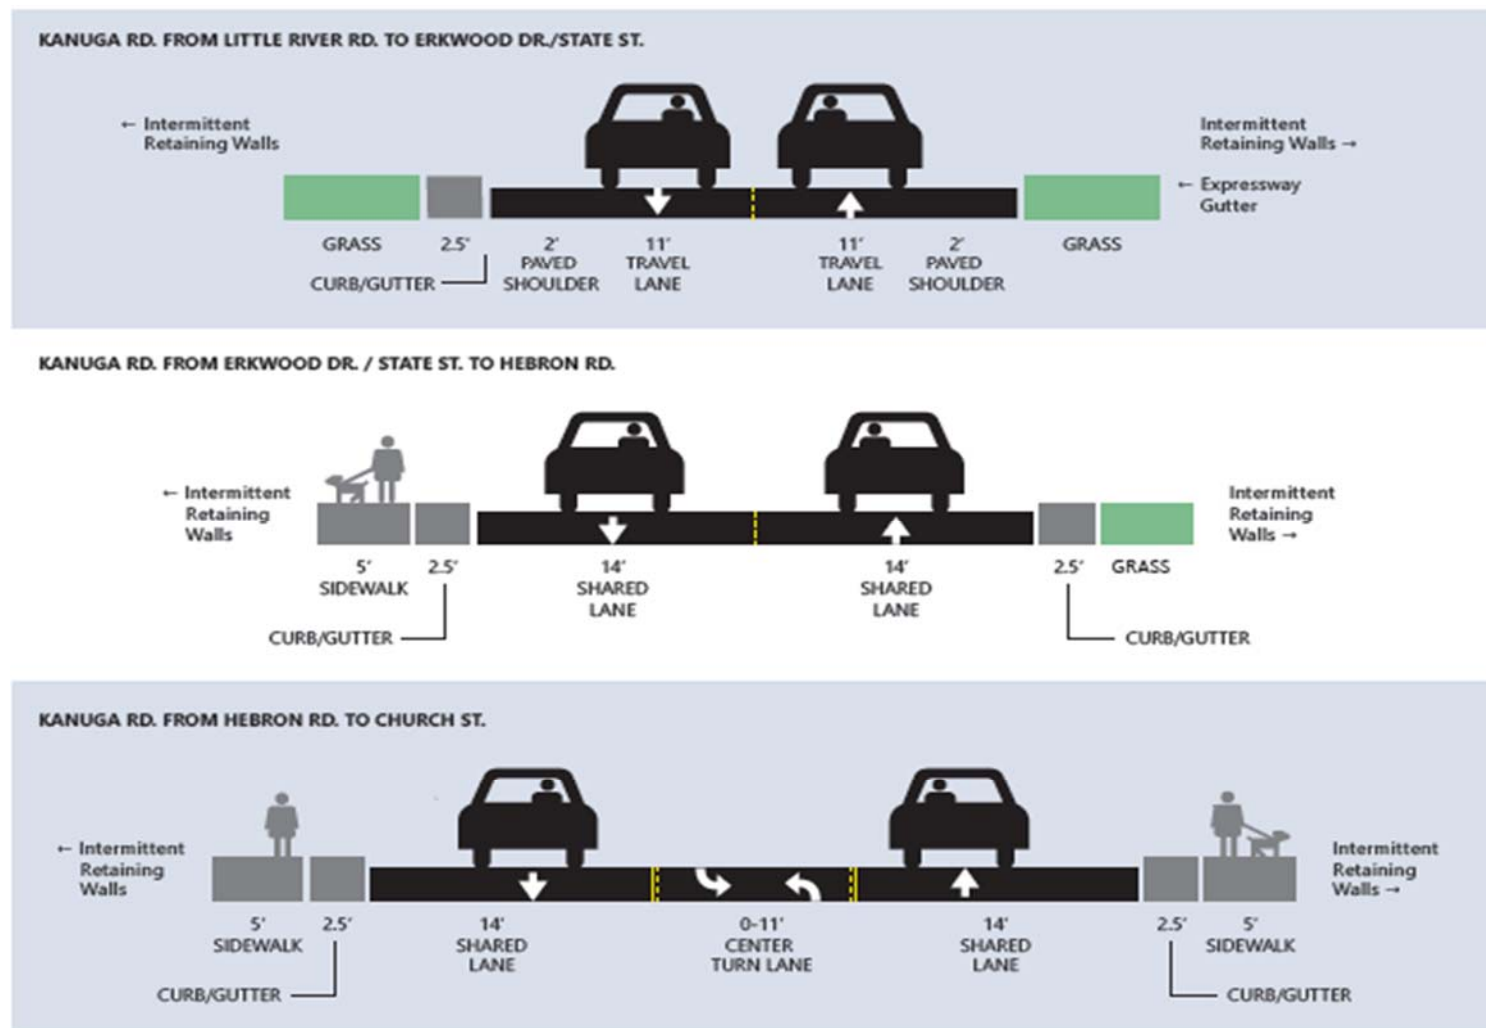 KANUGA RD. FROM LITTLE RIVER RD. TO ERKWOOD DR./STATE ST.
← Intermittent
Retaining Walls
Intermittent
Retaining Walls →
← Expressway
Gutter
GRASS
2.5'
CURB/GUTTER
2'
PAVED
SHOULDER
11'
TRAVEL
LANE
11'
TRAVEL
LANE
2'
PAVED
SHOULDER
GRASS
KANUGA RD. FROM ERKWOOD DR. / STATE ST. TO HEBRON RD.
← Intermittent
Retaining
Walls
Intermittent
Retaining
Walls →
5'
SIDEWALK
2.5'
CURB/GUTTER
14'
SHARED
LANE
14'
SHARED
LANE
2.5'
GRASS
CURB/GUTTER
KANUGA RD. FROM HEBRON RD. TO CHURCH ST.
← Intermittent
Retaining
Walls
Intermittent
Retaining
Walls →
5'
SIDEWALK
2.5'
CURB/GUTTER
14'
SHARED
LANE
0-11'
CENTER
TURN LANE
14'
SHARED
LANE
2.5'
5'
SIDEWALK
CURB/GUTTER